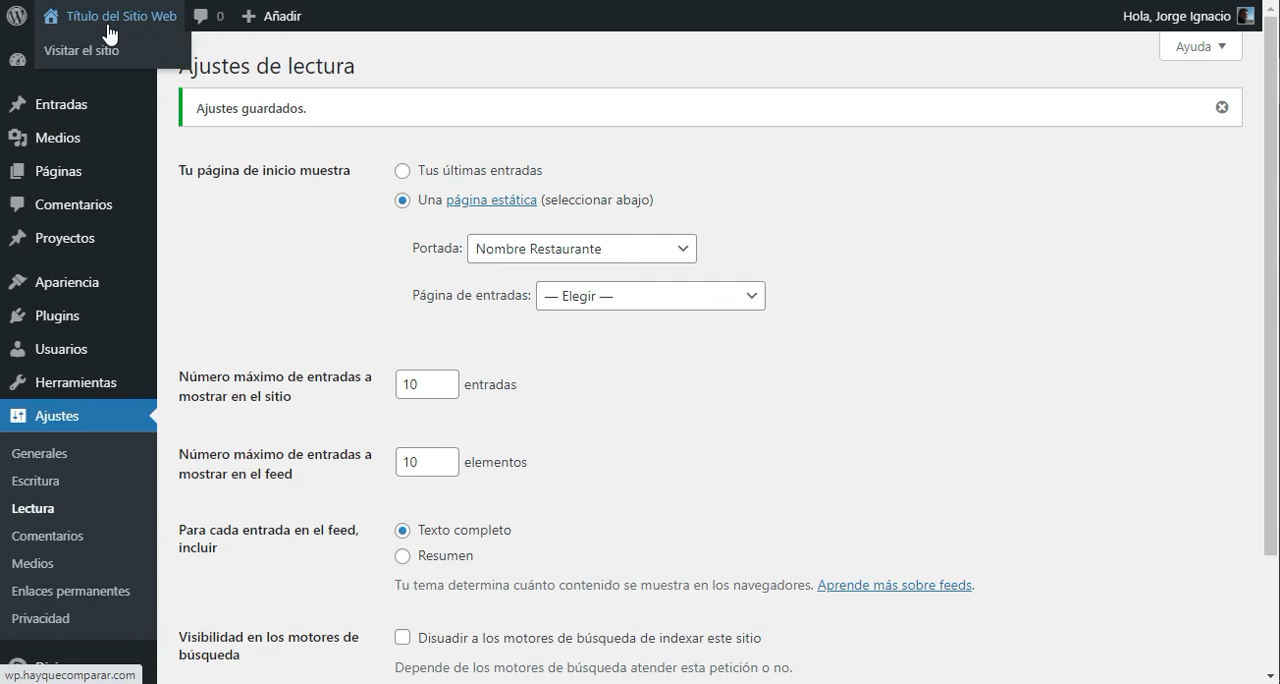 Título del Sitio Web 0 Añadir Hola, Jorge Ignacio
Visitar el sitio
Ayuda
Ajustes de lectura
Ajustes guardados.
Entradas
Medios
Páginas
Comentarios
Proyectos
Apariencia
Plugins
Usuarios
Herramientas
Ajustes
Generales
Escritura
Lectura
Comentarios
Medios
Enlaces permanentes
Privacidad
Tu página de inicio muestra
Tus últimas entradas
Una página estática (seleccionar abajo)
Portada: Nombre Restaurante
Página de entradas: — Elegir —
Número máximo de entradas a
mostrar en el sitio
10 entradas
Número máximo de entradas a
mostrar en el feed
10 elementos
Para cada entrada en el feed,
incluir
Texto completo
Resumen
Tu tema determina cuánto contenido se muestra en los navegadores. Aprende más sobre feeds.
Visibilidad en los motores de
búsqueda
Disuadir a los motores de búsqueda de indexar este sitio
Depende de los motores de búsqueda atender esta petición o no.
wp.hayquecomparar.com